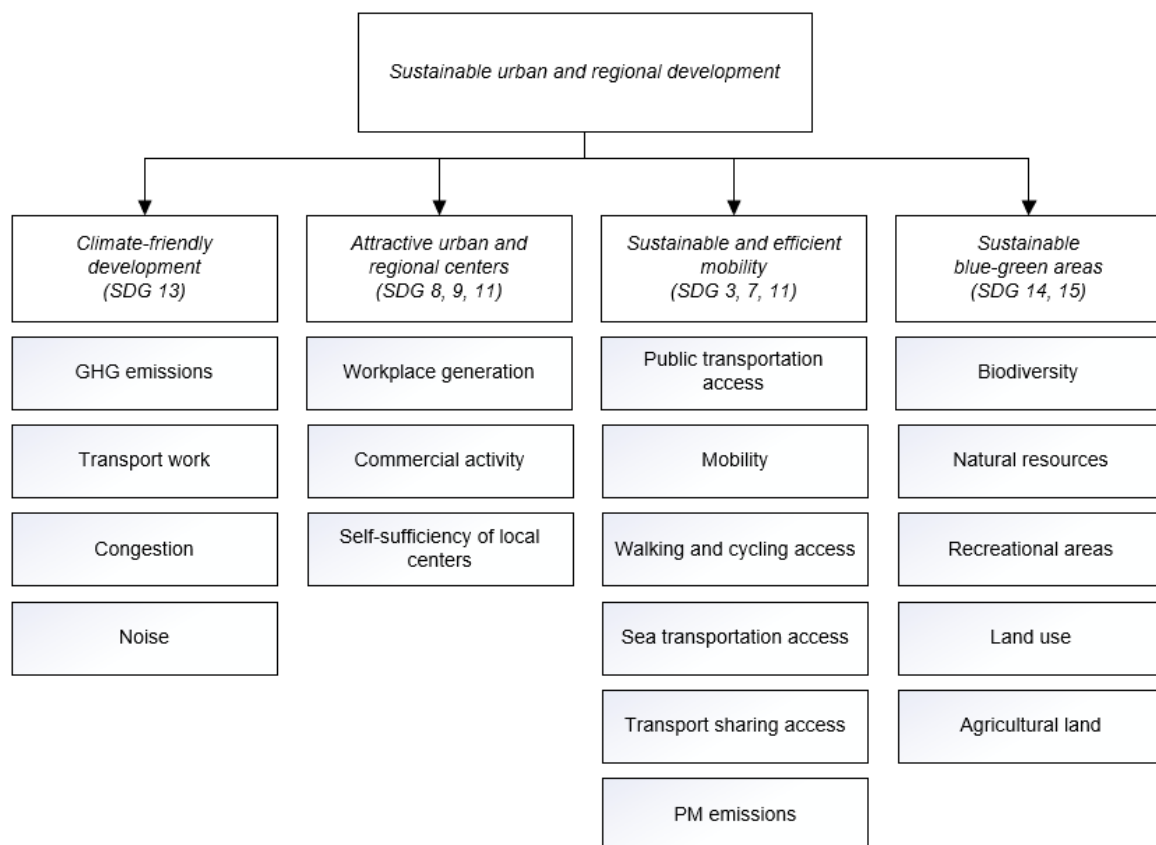 Sustainable urban and regional development
Climate-friendly
development
(SDG 13)
GHG emissions
Transport work
Congestion
Noise
Attractive urban and
regional centers
(SDG 8, 9, 11)
Workplace generation
Commercial activity
Self-sufficiency of local
centers
Sustainable and efficient
mobility
(SDG 3, 7, 11)
Public transportation
access
Mobility
Walking and cycling access
Sea transportation access
Transport sharing access
PM emissions
Sustainable
blue-green areas
(SDG 14, 15)
Biodiversity
Natural resources
Recreational areas
Land use
Agricultural land